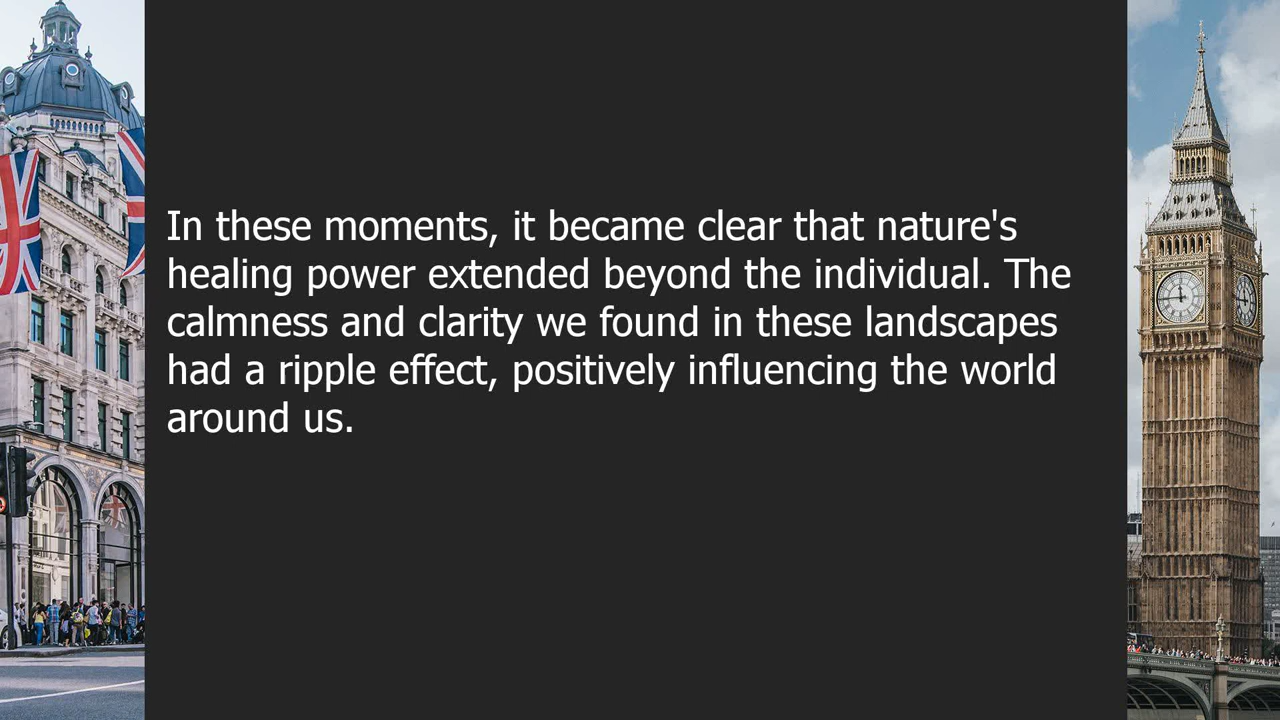 In these moments, it became clear that nature's
healing power extended beyond the individual. The
calmness and clarity we found in these landscapes
had a ripple effect, positively influencing the world
around us.